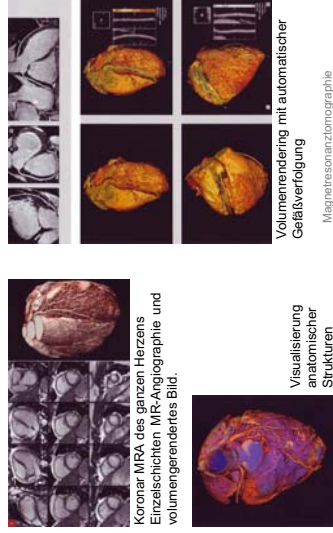 Koronar MRA des ganzen Herzens
Einzelschichten MR-Angiographie und
volumengerendertes Bild.
Visualisierung
anatomischer
Strukturen
Volumenrendering mit automatischer
Gefäßverfolgung
Magnetresonanztomographie